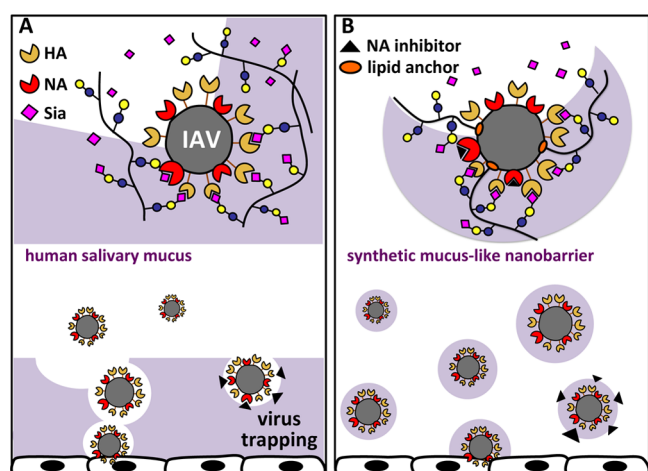 A
HA
NA
Sia
IAV
human salivary mucus
virus
trapping
B
NA inhibitor
lipid anchor
synthetic mucus-like nanobarrier